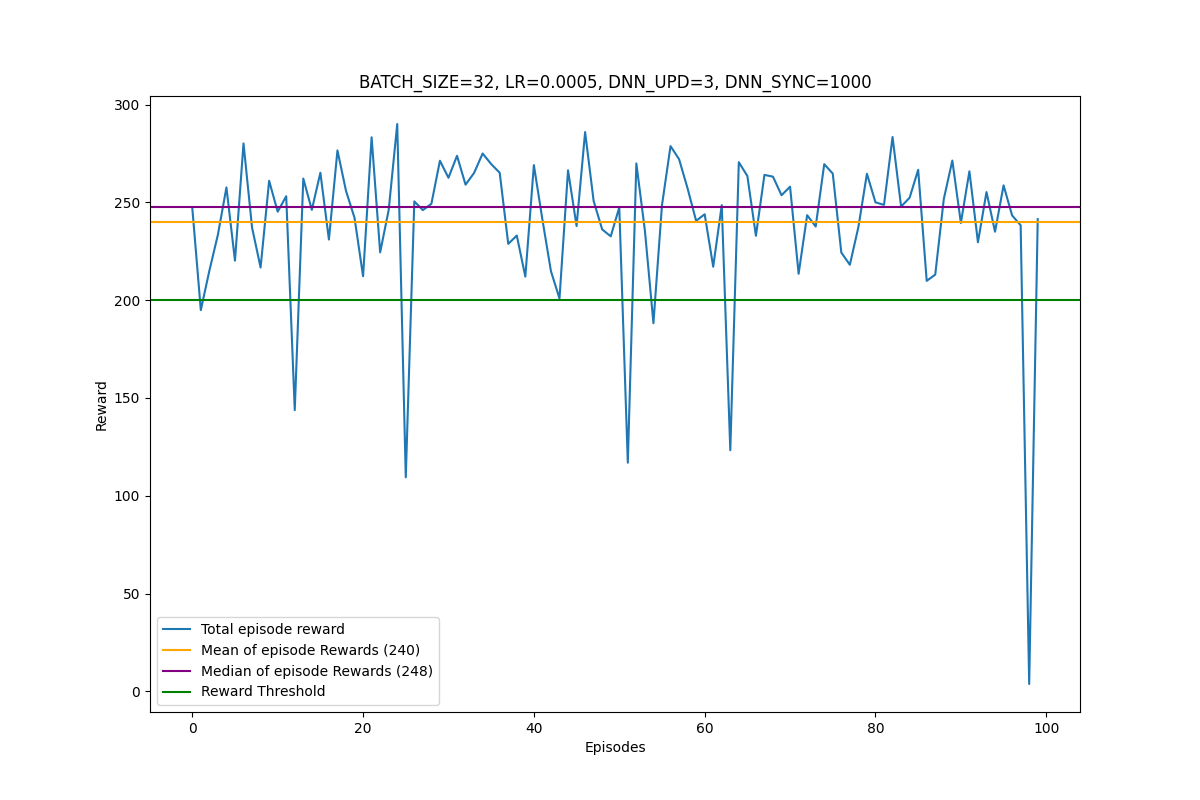 BATCH_SIZE=32, LR=0.0005, DNN_UPD=3, DNN_SYNC=1000
300
250
200
150
100
50
0
Reward
Total episode reward
Mean of episode Rewards (240)
Median of episode Rewards (248)
Reward Threshold
0 20 40 60 80 100
Episodes